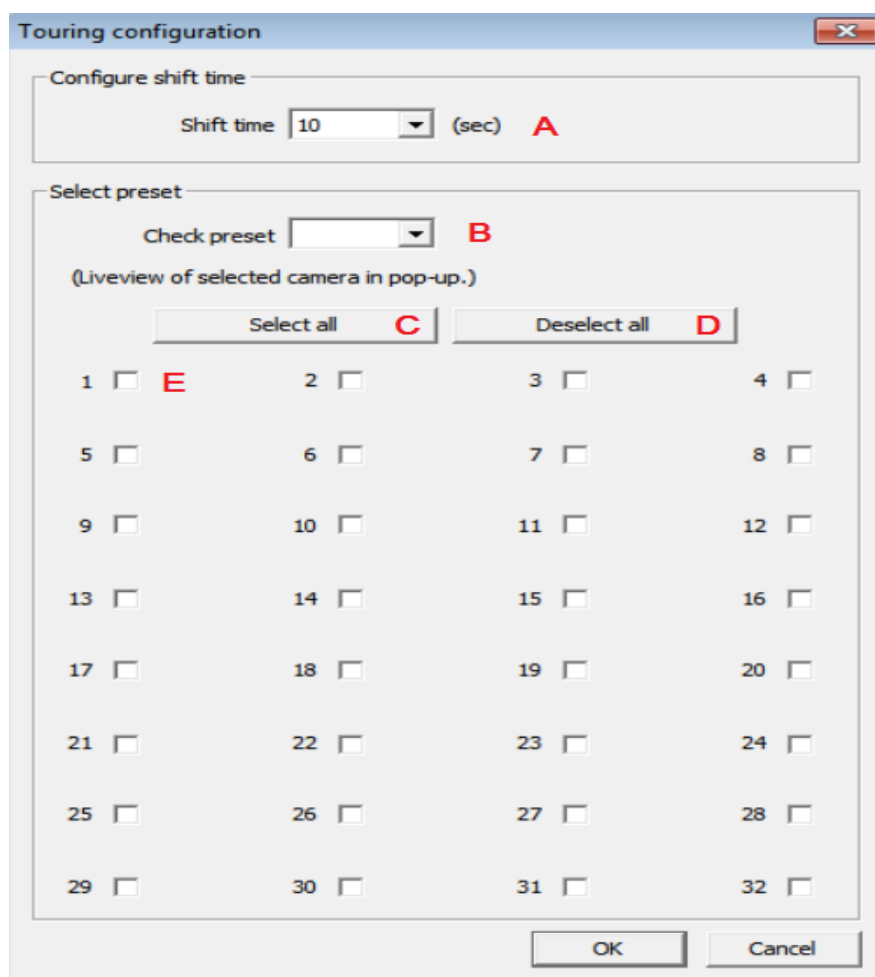 Touring configuration
Configure shift time
Shift time 10 (sec) A
Select preset
Check preset B
(Liveview of selected camera in pop-up.)
Select all C Deselect all D
1 E 2 3 4
5 6 7 8
9 10 11 12
13 14 15 16
17 18 19 20
21 22 23 24
25 26 27 28
29 30 31 32
OK Cancel